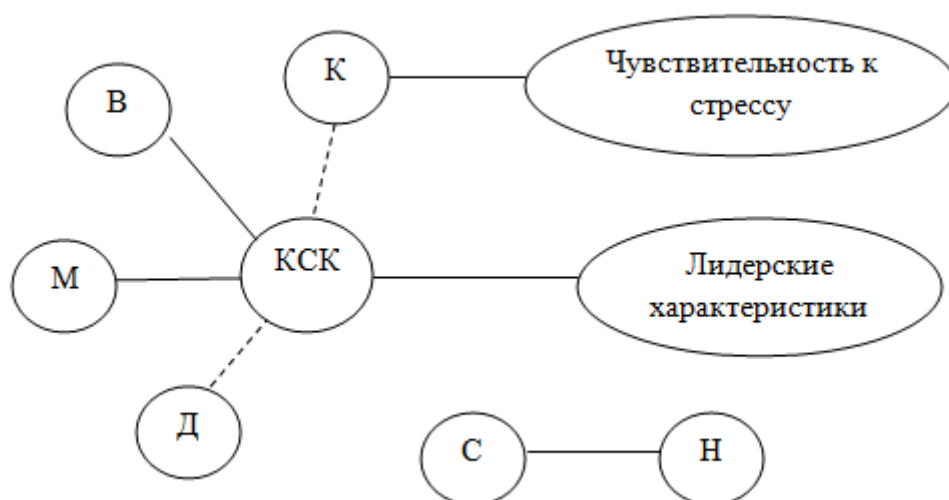 К
Чувствительность к
стрессу
В
КСК
М
Лидерские
характеристики
Д
С
Н